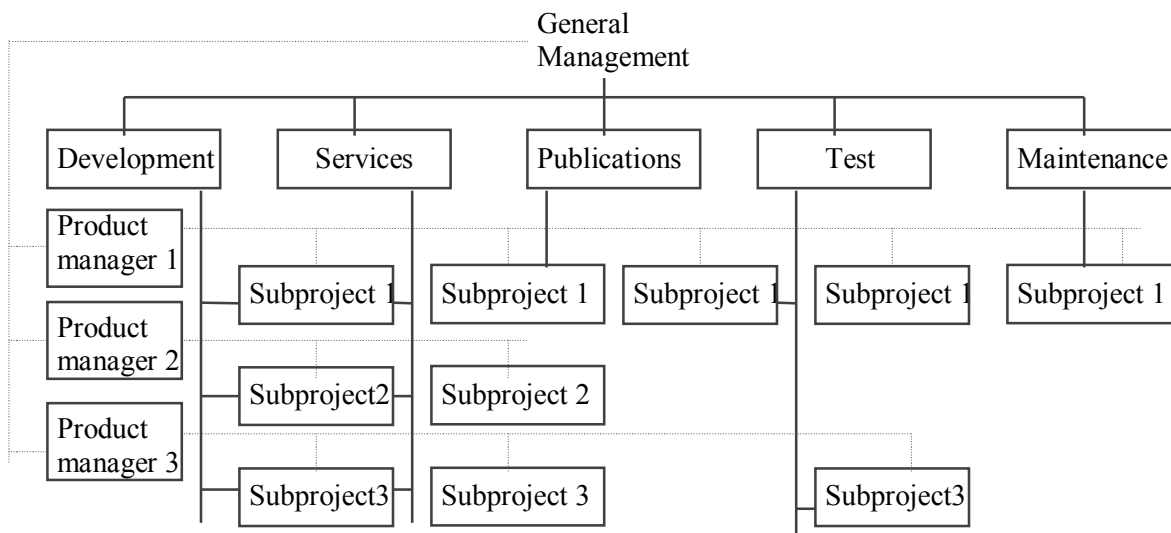 General
Management
Development
Services
Publications
Test
Maintenance
Product
manager 1
Subproject 1
Subproject 1
Subproject 1
Subproject 1
Subproject 1
Product
manager 2
Subproject2
Subproject 2
Product
manager 3
Subproject3
Subproject 3
Subproject3